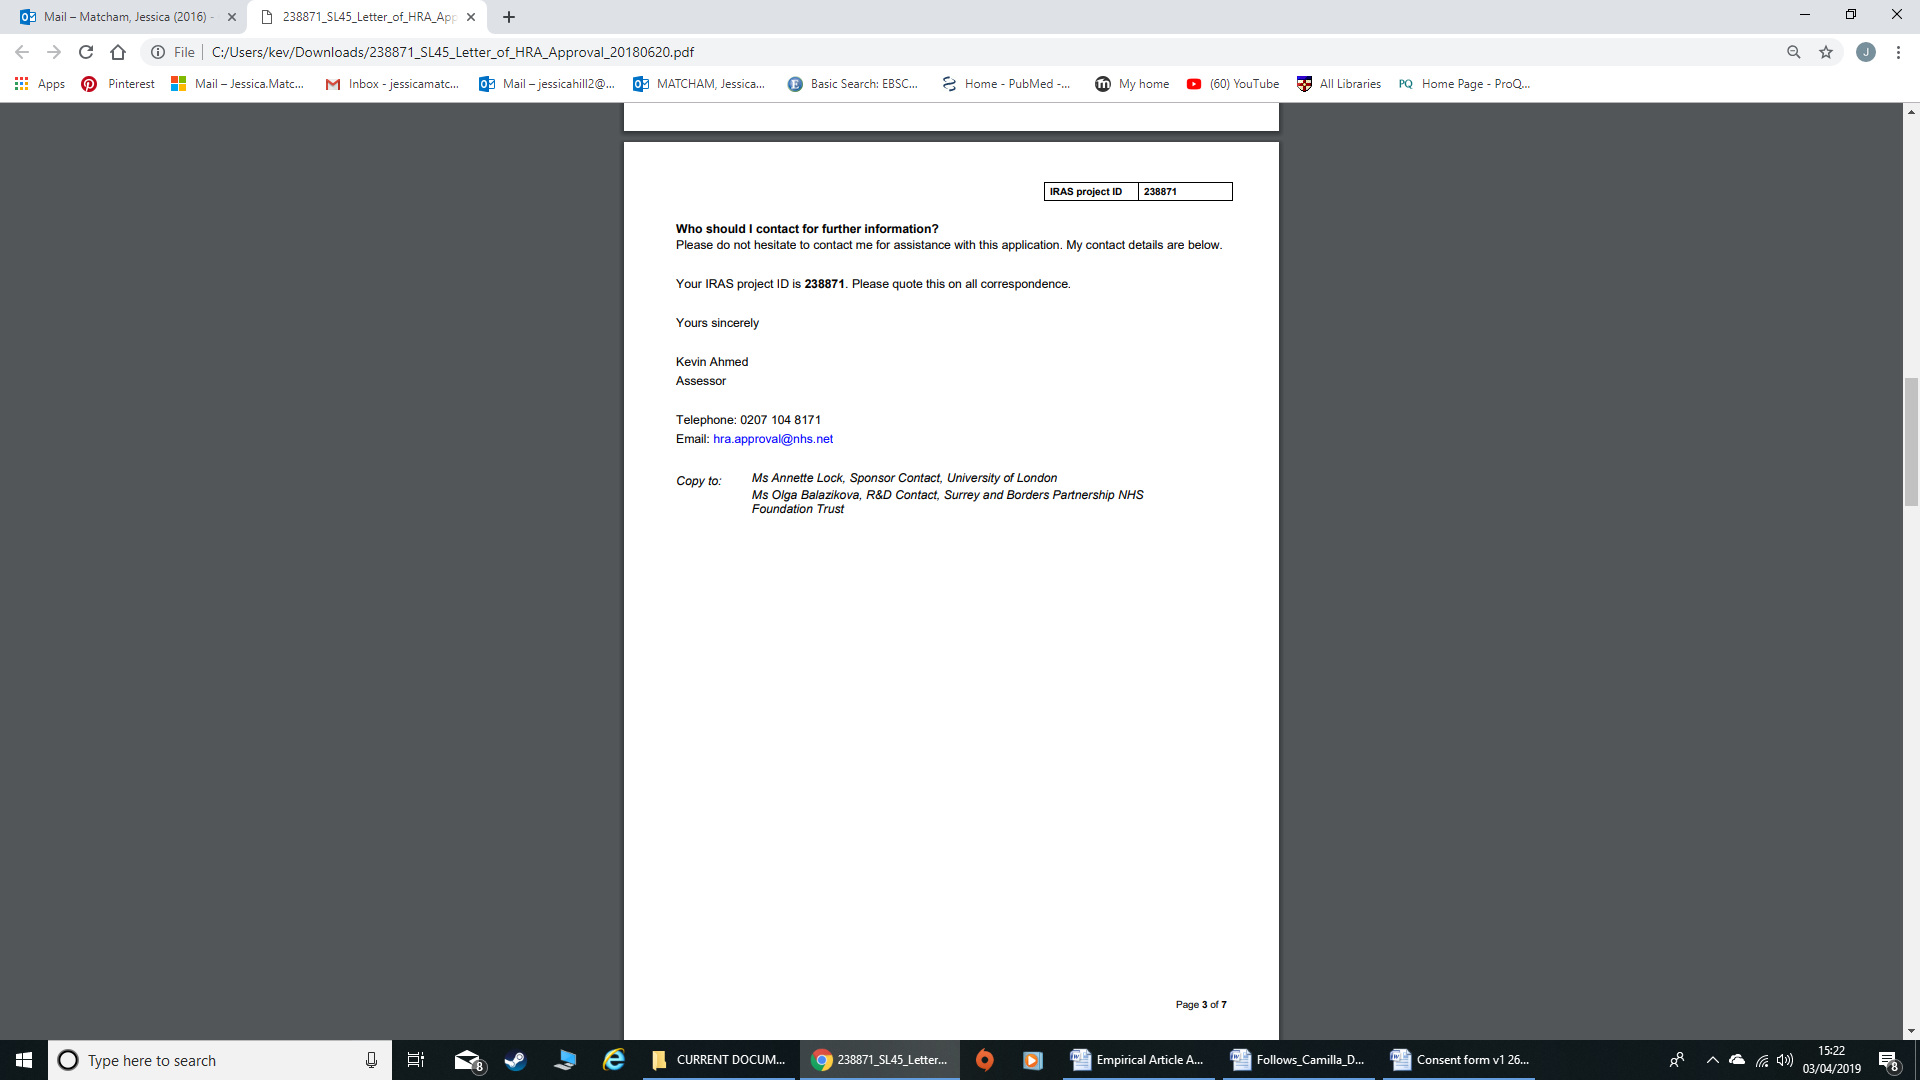 Mail – Matcham, Jessica (2016) -
238871_SL45_Letter_of_HRA_App
File
C:/Users/kev/Downloads/238871_SL45_Letter_of_HRA_Approval_20180620.pdf
J
Apps
Pinterest
Mail – Jessica.Matc...
Inbox - jessicamatc...
Mail – jessicahill2@...
MATCHAM, Jessica...
Basic Search: EBSC...
Home - PubMed -...
My home
(60) YouTube
All Libraries
PQ Home Page - ProQ...
IRAS project ID 238871
Who should I contact for further information?
Please do not hesitate to contact me for assistance with this application. My contact details are below.
Your IRAS project ID is 238871. Please quote this on all correspondence.
Yours sincerely
Kevin Ahmed
Assessor
Telephone: 0207 104 8171
Email: hra.approval@nhs.net
Copy to: Ms Annette Lock, Sponsor Contact, University of London
Ms Olga Balazikova, R&D Contact, Surrey and Borders Partnership NHS
Foundation Trust
Page 3 of 7
Type here to search
8
CURRENT DOCUM...
238871_SL45_Letter...
Empirical Article A...
Follows_Camilla_D...
Consent form v1 26...
15:22
03/04/2019
8